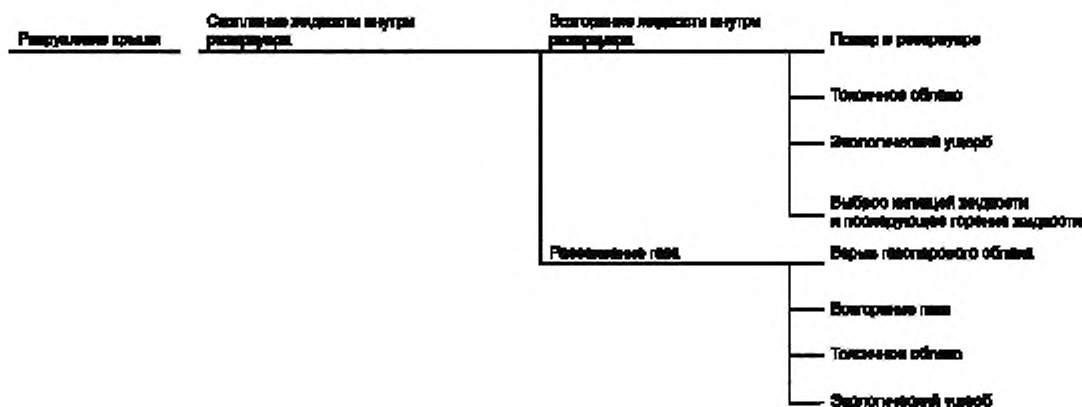 Разрушение крыши
Скопление жидкости внутри
резервуара
Возгорание жидкости внутри
резервуара
Пожар в резервуаре
Токсичное облако
Экологический ущерб
Выброс кипящей жидкости
и последующее горение жидкости
Рассеивание газа
Взрыв газопарового облака
Возгорание газа
Токсичное облако
Экологический ущерб